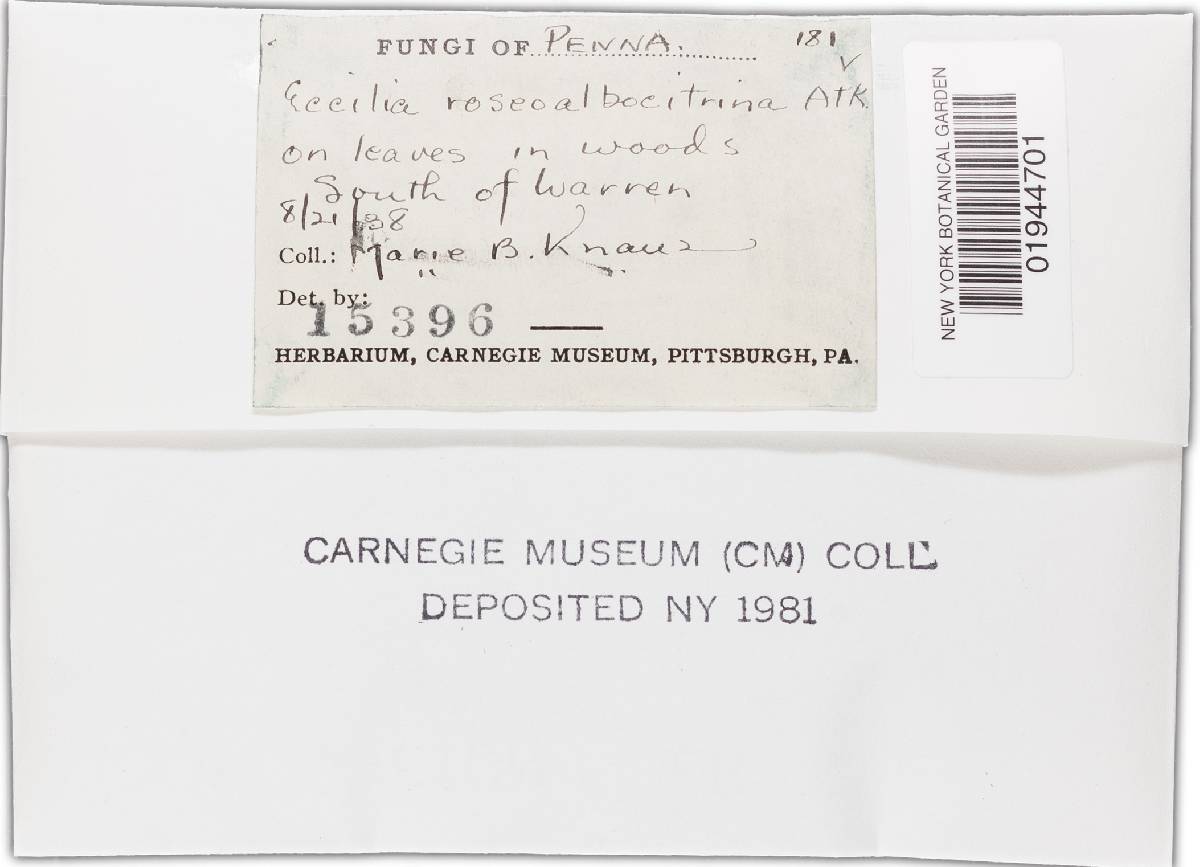 FUNGI OF PENNA. 181
v
Eccilia roseoalbocitrina Atk.
on leaves in woods
South of Warren
8/21/38
Coll.: Marie B. Knauz
Det. by:
15396 —
HERBARIUM, CARNEGIE MUSEUM, PITTSBURGH, PA.
NEW YORK BOTANICAL GARDEN
01944701
CARNEGIE MUSEUM (CM) COLL.
DEPOSITED NY 1981